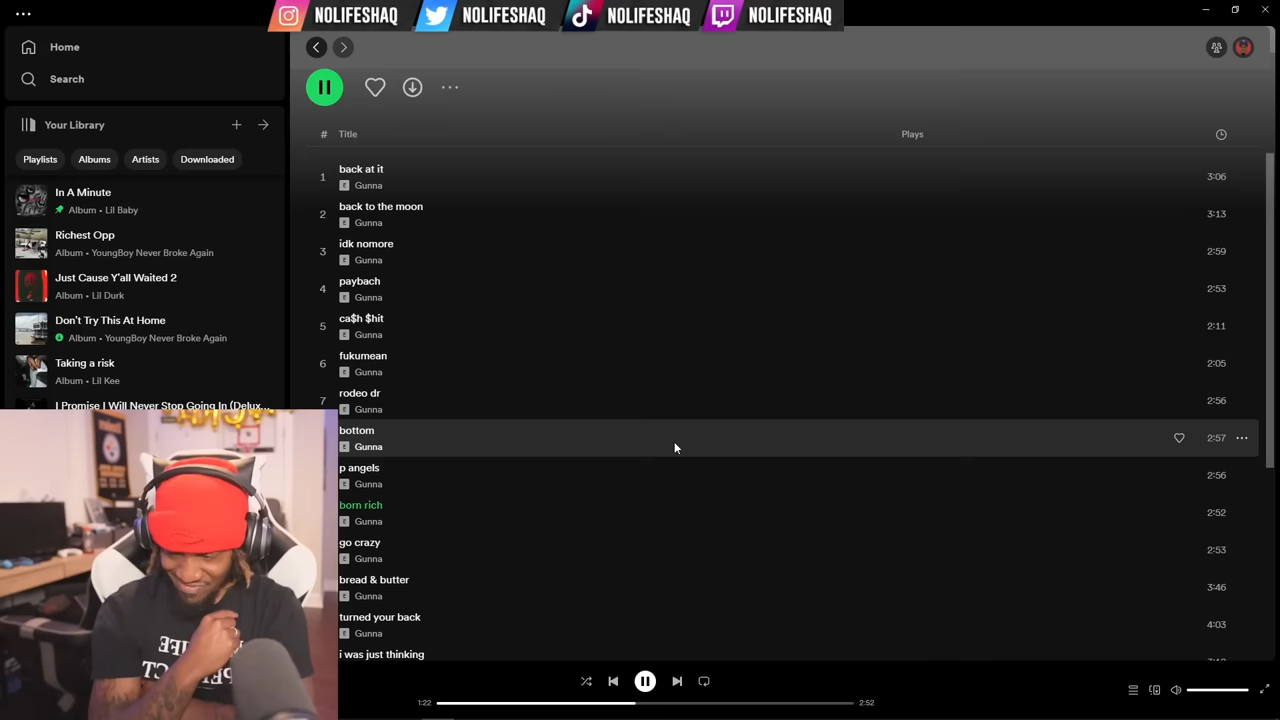 NOLIFESHAQ NOLIFESHAQ NOLIFESHAQ NOLIFESHAQ
Home
Search
Your Library
Playlists Albums Artists Downloaded
In A Minute
Album • Lil Baby
Richest Opp
Album • YoungBoy Never Broke Again
Just Cause Y'all Waited 2
Album • Lil Durk
Don't Try This At Home
Album • YoungBoy Never Broke Again
Taking a risk
Album • Lil Kee
I Promise I Will Never Stop Going In (Delux...
# Title Plays
1 back at it 3:06
E Gunna
2 back to the moon 3:13
E Gunna
3 idk nomore 2:59
E Gunna
4 paybach 2:53
E Gunna
5 ca$h $hit 2:11
E Gunna
6 fukumean 2:05
E Gunna
7 rodeo dr 2:56
E Gunna
bottom 2:57
E Gunna
p angels 2:56
E Gunna
born rich 2:52
E Gunna
go crazy 2:53
E Gunna
bread & butter 3:46
E Gunna
turned your back 4:03
E Gunna
i was just thinking
1:22 2:52